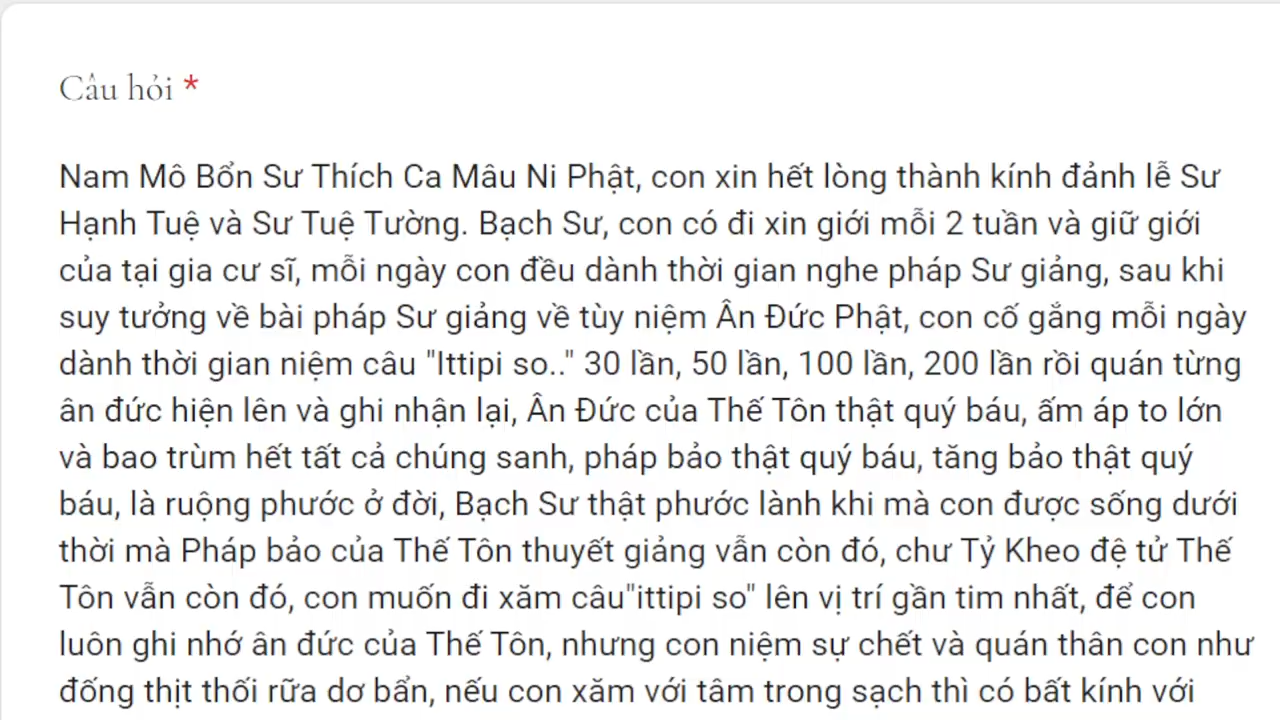 Câu hỏi *
Nam Mô Bổn Sư Thích Ca Mâu Ni Phật, con xin hết lòng thành kính đảnh lễ Sư
Hạnh Tuệ và Sư Tuệ Tường. Bạch Sư, con có đi xin giới mỗi 2 tuần và giữ giới
của tại gia cư sĩ, mỗi ngày con đều dành thời gian nghe pháp Sư giảng, sau khi
suy tưởng về bài pháp Sư giảng về tùy niệm Ân Đức Phật, con cố gắng mỗi ngày
dành thời gian niệm câu "Ittipi so.." 30 lần, 50 lần, 100 lần, 200 lần rồi quán từng
ân đức hiện lên và ghi nhận lại, Ân Đức của Thế Tôn thật quý báu, ấm áp to lớn
và bao trùm hết tất cả chúng sanh, pháp bảo thật quý báu, tăng bảo thật quý
báu, là ruộng phước ở đời, Bạch Sư thật phước lành khi mà con được sống dưới
thời mà Pháp bảo của Thế Tôn thuyết giảng vẫn còn đó, chư Tỷ Kheo đệ tử Thế
Tôn vẫn còn đó, con muốn đi xăm câu"ittipi so" lên vị trí gần tim nhất, để con
luôn ghi nhớ ân đức của Thế Tôn, nhưng con niệm sự chết và quán thân con như
đống thịt thối rữa dơ bẩn, nếu con xăm với tâm trong sạch thì có bất kính với